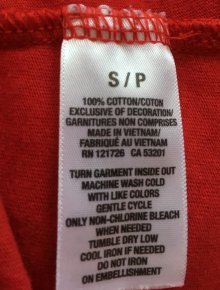 S / P
100% COTTON/COTON
EXCLUSIVE OF DECORATION/
GARNITURES NON COMPRISES
MADE IN VIETNAM/
FABRIQUÉ AU VIETNAM
RN 121726 CA 53201
TURN GARMENT INSIDE OUT
MACHINE WASH COLD
WITH LIKE COLORS
GENTLE CYCLE
ONLY NON-CHLORINE BLEACH
WHEN NEEDED
TUMBLE DRY LOW
COOL IRON IF NEEDED
DO NOT IRON
ON EMBELLISHMENT